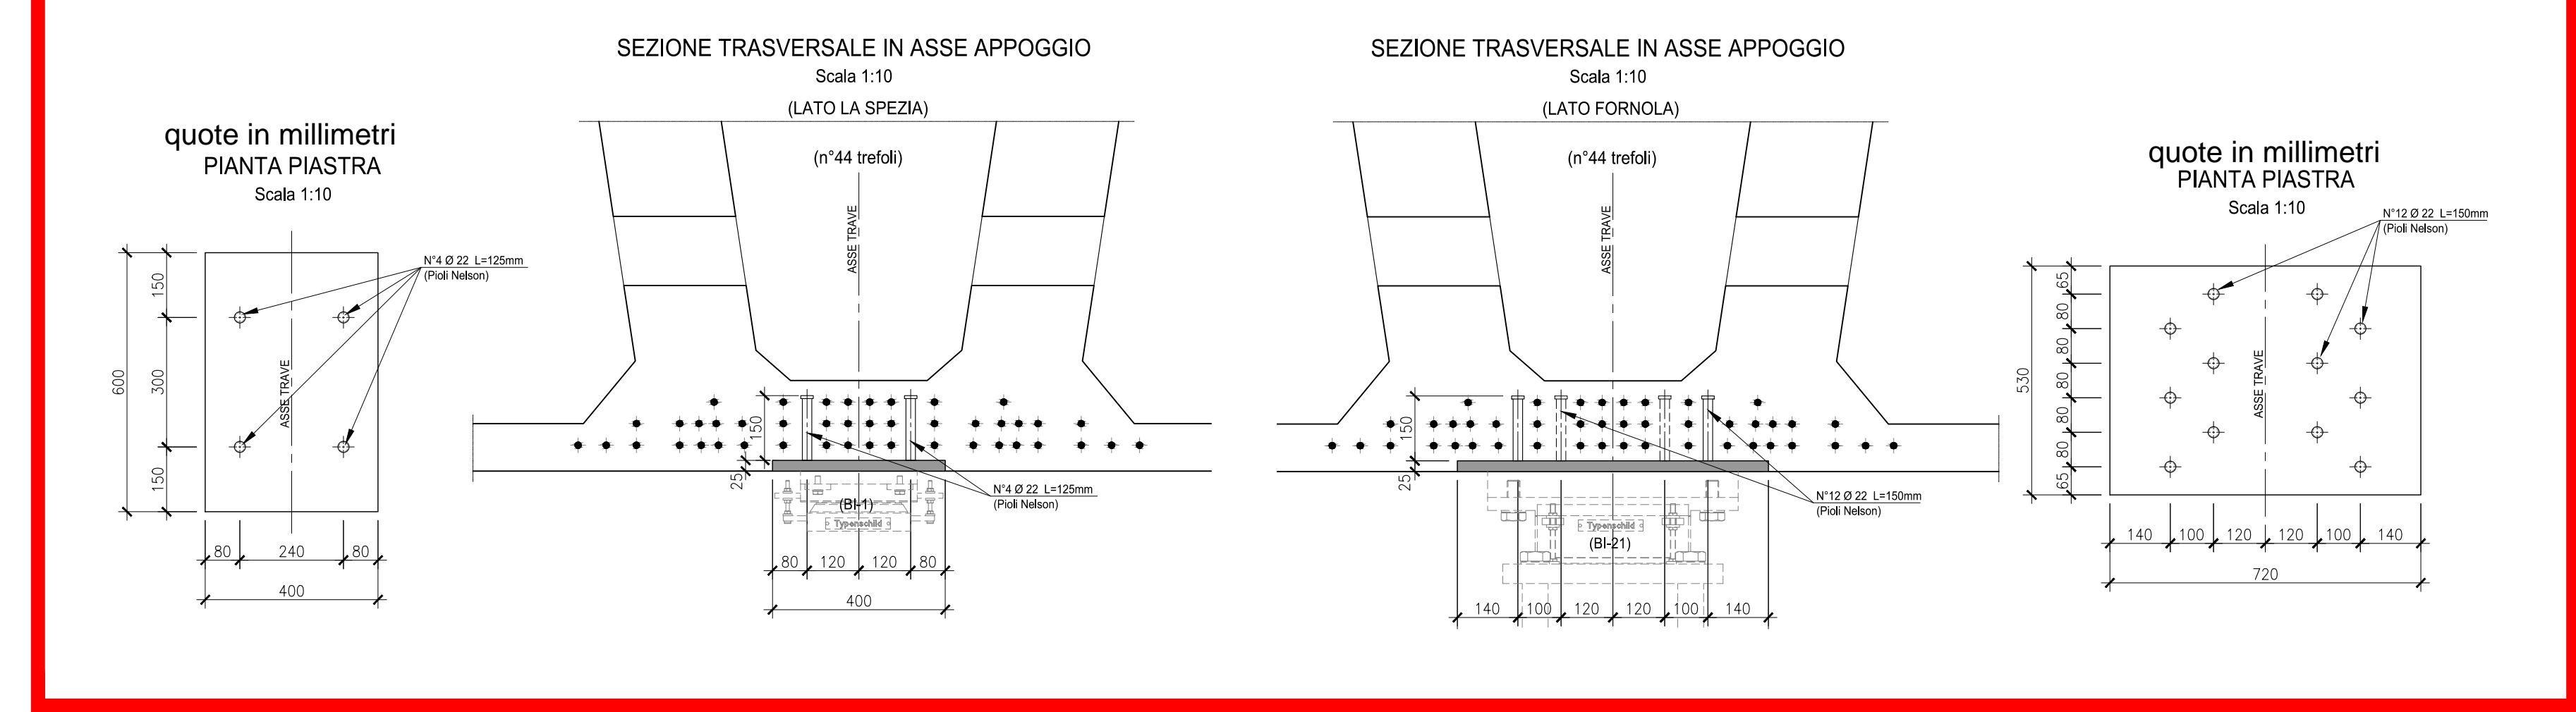 quote in millimetri
PIANTA PIASTRA
Scala 1:10
N°4 Ø 22 L=125mm
(Pioli Nelson)
ASSE TRAVE
150
300
150
600
80
240
80
400
SEZIONE TRASVERSALE IN ASSE APPOGGIO
Scala 1:10
(LATO LA SPEZIA)
(n°44 trefoli)
ASSE TRAVE
150
25
N°4 Ø 22 L=125mm
(Pioli Nelson)
(BI-1)
Typenschild
80
120
120
80
400
SEZIONE TRASVERSALE IN ASSE APPOGGIO
Scala 1:10
(LATO FORNOLA)
(n°44 trefoli)
ASSE TRAVE
150
25
N°12 Ø 22 L=150mm
(Pioli Nelson)
Typenschild
(BI-21)
140
100
120
120
100
140
quote in millimetri
PIANTA PIASTRA
Scala 1:10
N°12 Ø 22 L=150mm
(Pioli Nelson)
ASSE TRAVE
65
80
80
80
80
80
65
530
140
100
120
120
100
140
720